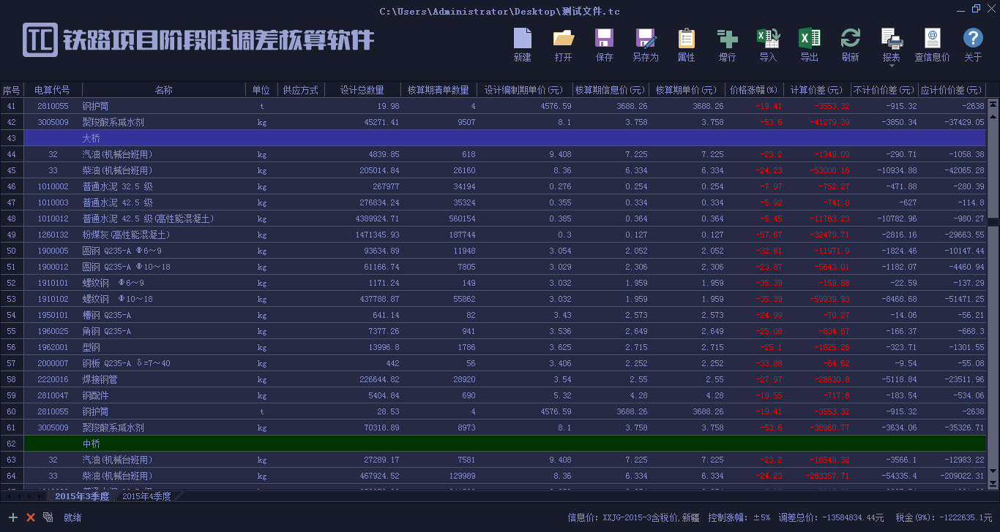 C:\Users\Administrator\Desktop\测试文件.tc
TC 铁路项目阶段性调差核算软件
新建 打开 保存 另存为 属性 增行 导入 导出 刷新 报表 查信息价 关于
序号 电算代号 名称 单位 供应方式 设计总数量 核算期清单数量 设计编制期单价(元) 核算期信息价(元) 核算期单价(元) 价格涨幅(%) 计算价差(元) 不计价价差(元) 应计价价差(元)
41 2810055 钢护筒 t 19.98 4 4576.59 3688.26 3688.26 -19.41 -3553.32 -915.32 -2638
42 3005009 聚羧酸系减水剂 kg 45271.41 9507 8.1 3.758 3.758 -53.6 -41279.39 -3850.34 -37429.05
43 大桥
44 32 汽油(机械台班用) kg 4839.85 618 9.408 7.225 7.225 -23.2 -1349.09 -290.71 -1058.38
45 33 柴油(机械台班用) kg 205014.84 26160 8.36 6.334 6.334 -24.23 -53000.16 -10934.88 -42065.28
46 1010002 普通水泥 32.5 级 kg 267977 34194 0.276 0.254 0.254 -7.97 -752.27 -471.88 -280.39
47 1010003 普通水泥 42.5 级 kg 276834.24 35324 0.355 0.334 0.334 -5.92 -741.8 -627 -114.8
48 1010012 普通水泥 42.5 级(高性能混凝土) kg 4389924.71 560154 0.385 0.364 0.364 -5.45 -11763.23 -10782.96 -980.27
49 1260132 粉煤灰(高性能混凝土) kg 1471345.93 187744 0.3 0.127 0.127 -57.67 -32479.71 -2816.16 -29663.55
50 1900005 圆钢 Q235-A Φ6～9 kg 93634.89 11948 3.054 2.052 2.052 -32.81 -11971.9 -1824.46 -10147.44
51 1900012 圆钢 Q235-A Φ10～18 kg 61166.74 7805 3.029 2.306 2.306 -23.87 -5643.01 -1182.07 -4460.94
52 1910101 螺纹钢 Φ6～9 kg 1171.24 149 3.032 1.959 1.959 -35.39 -159.88 -22.59 -137.29
53 1910102 螺纹钢 Φ10～18 kg 437788.87 55862 3.032 1.959 1.959 -35.39 -59939.93 -8468.68 -51471.25
54 1950101 槽钢 Q235-A kg 641.14 82 3.43 2.573 2.573 -24.99 -70.27 -14.06 -56.21
55 1960025 角钢 Q235-A kg 7377.26 941 3.536 2.649 2.649 -25.08 -834.67 -166.37 -668.3
56 1962001 型钢 kg 13996.8 1786 3.625 2.715 2.715 -25.1 -1625.26 -323.71 -1301.55
57 2000007 钢板 Q235-A δ=7～40 kg 442 56 3.406 2.252 2.252 -33.88 -64.62 -9.54 -55.08
58 2220016 焊接钢管 kg 226644.82 28920 3.54 2.55 2.55 -27.97 -28630.8 -5118.84 -23511.96
59 2810047 钢配件 kg 5404.84 690 5.32 4.28 4.28 -19.55 -717.6 -183.54 -534.06
60 2810055 钢护筒 t 28.53 4 4576.59 3688.26 3688.26 -19.41 -3553.32 -915.32 -2638
61 3005009 聚羧酸系减水剂 kg 70318.89 8973 8.1 3.758 3.758 -53.6 -38960.77 -3634.06 -35326.71
62 中桥
63 32 汽油(机械台班用) kg 27289.17 7581 9.408 7.225 7.225 -23.2 -16549.32 -3566.1 -12983.22
64 33 柴油(机械台班用) kg 467924.52 129989 8.36 6.334 6.334 -24.23 -263357.71 -54335.4 -209022.31
2015年3季度 2015年4季度
就绪 信息价: XXJG-2015-3含税价,新疆 控制涨幅: ±5% 调差总价: -13584834.44元 税金(9%): -1222635.1元